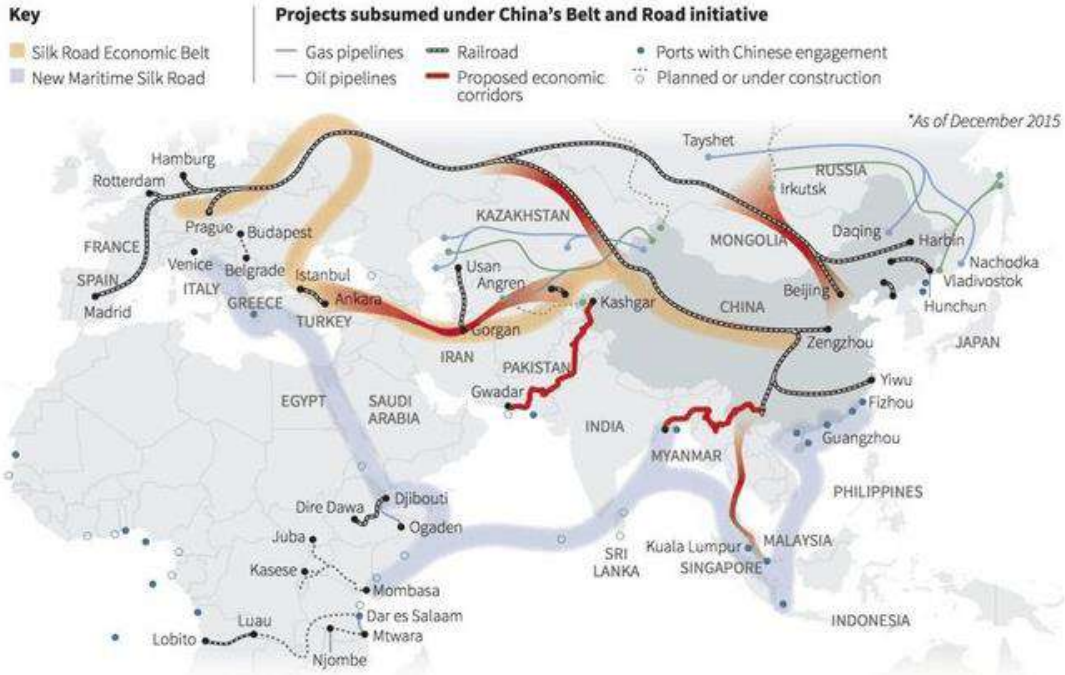 Key
Silk Road Economic Belt
New Maritime Silk Road
Projects subsumed under China's Belt and Road initiative
Gas pipelines
Oil pipelines
Railroad
Proposed economic
corridors
Ports with Chinese engagement
Planned or under construction
*As of December 2015
Tayshet
Hamburg
RUSSIA
Rotterdam
Irkutsk
KAZAKHSTAN
Prague
Budapest
Daqing
Harbin
FRANCE
MONGOLIA
Venice
Belgrade
Usan
Nachodka
SPAIN
ITALY
Istanbul
Angren
Vladivostok
Beijing
Ankara
Kashgar
CHINA
Hunchun
Madrid
GREECE
TURKEY
Gorgan
Zengzhou
JAPAN
IRAN
PAKISTAN
Gwadar
Yiwu
EGYPT
SAUDI
ARABIA
Fizhou
INDIA
Guangzhou
MYANMAR
PHILIPPINES
Djibouti
Dire Dawa
Ogaden
Juba
Kuala Lumpur
MALAYSIA
SRI
LANKA
SINGAPORE
Kasese
Mombasa
Dar es Salaam
INDONESIA
Luau
Lobito
Mtwara
Njombe